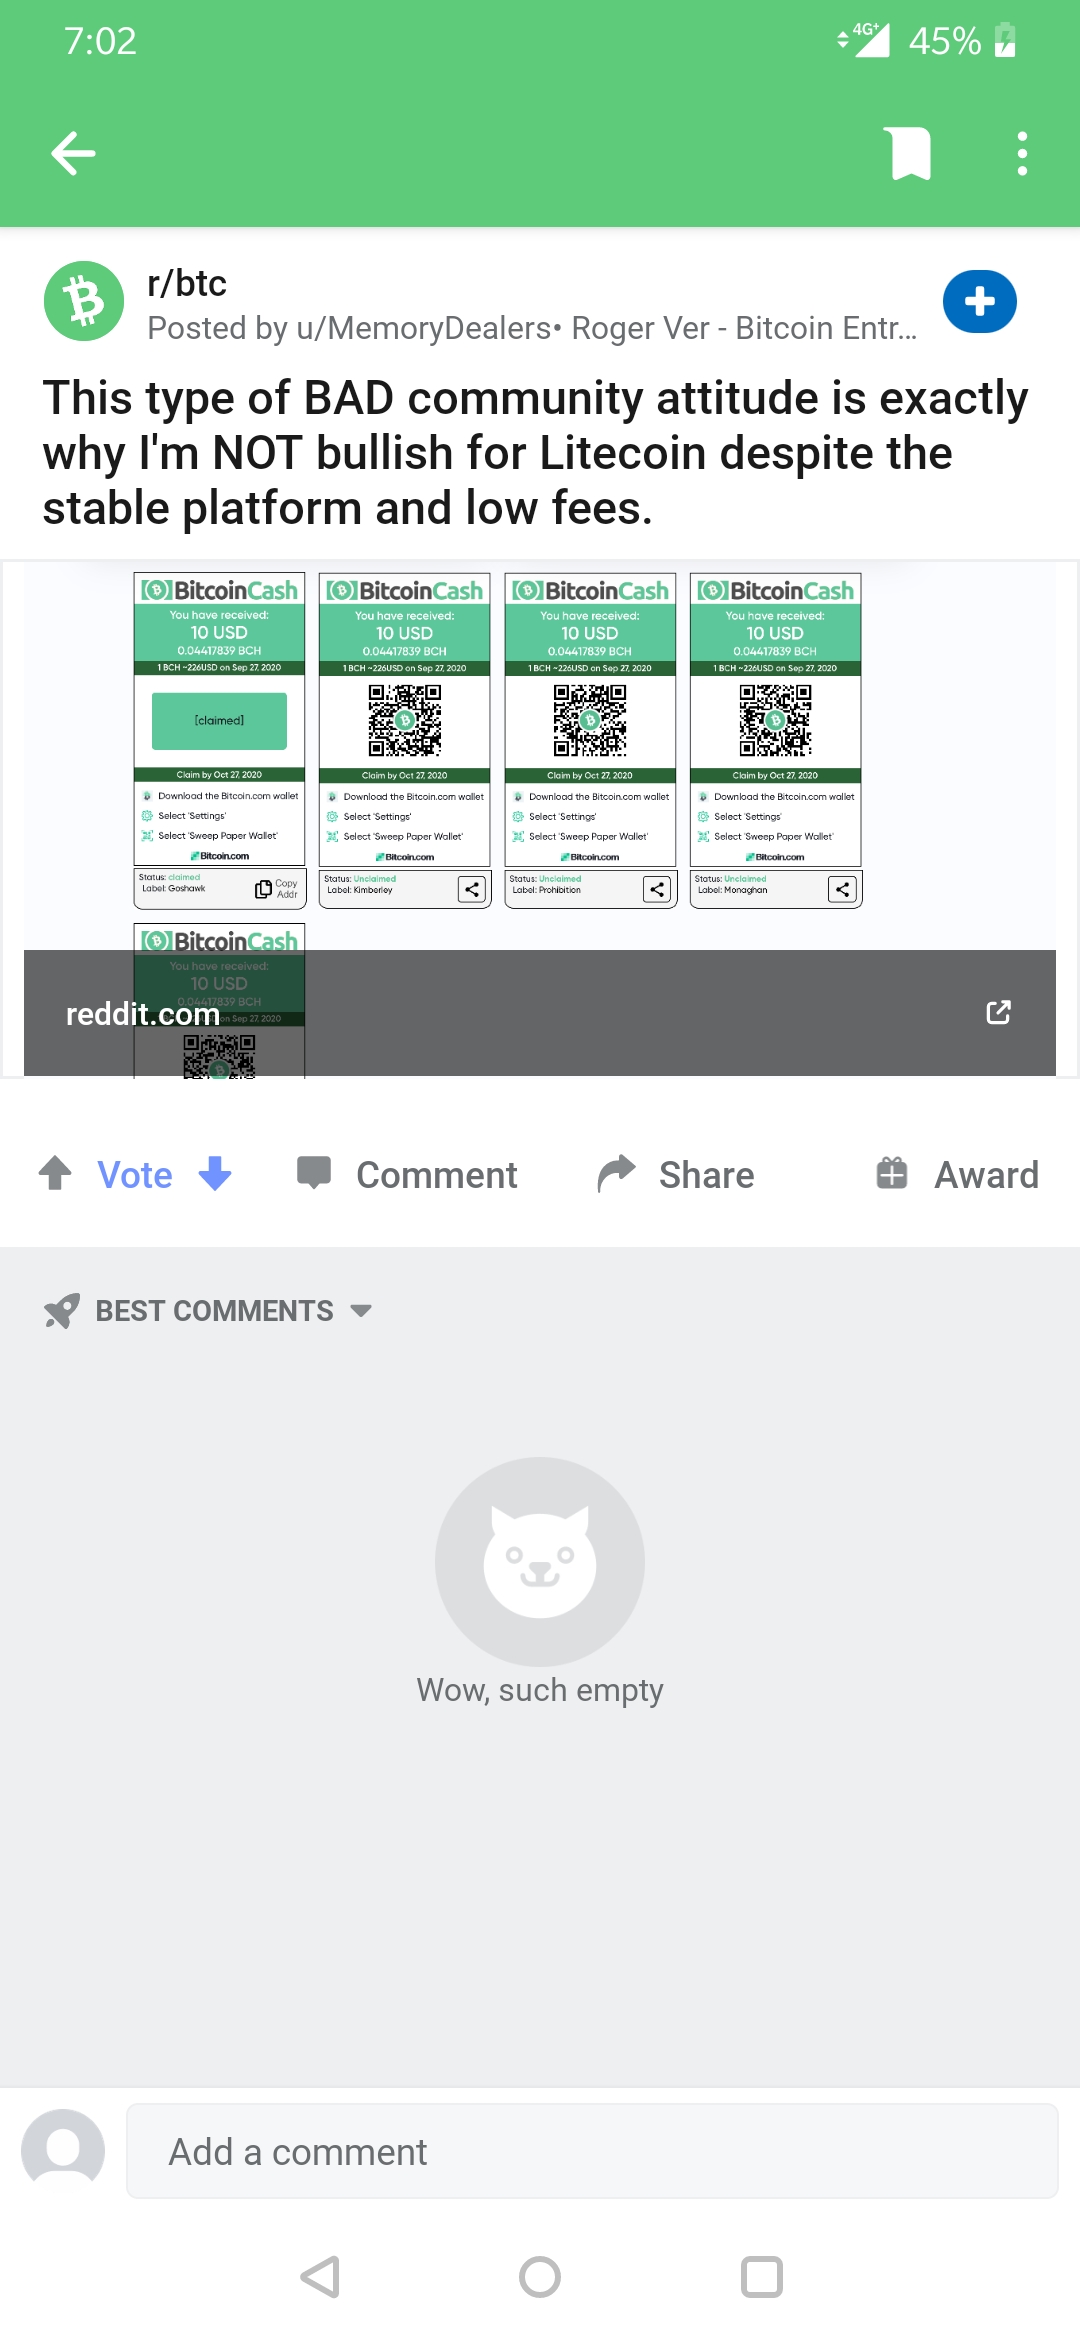 7:02
4G+ 45%
r/btc
Posted by u/MemoryDealers• Roger Ver - Bitcoin Entr...
This type of BAD community attitude is exactly
why I'm NOT bullish for Litecoin despite the
stable platform and low fees.
BitcoinCash BitcoinCash BitcoinCash BitcoinCash
You have received: You have received: You have received: You have received:
10 USD 10 USD 10 USD 10 USD
0.04417839 BCH 0.04417839 BCH 0.04417839 BCH 0.04417839 BCH
1 BCH ~226USD on Sep 27, 2020 1 BCH ~226USD on Sep 27, 2020 1 BCH ~226USD on Sep 27, 2020 1 BCH ~226USD on Sep 27, 2020
[claimed]
Claim by Oct 27, 2020 Claim by Oct 27, 2020 Claim by Oct 27, 2020 Claim by Oct 27, 2020
Download the Bitcoin.com wallet Download the Bitcoin.com wallet Download the Bitcoin.com wallet Download the Bitcoin.com wallet
Select 'Settings' Select 'Settings' Select 'Settings' Select 'Settings'
Select 'Sweep Paper Wallet' Select 'Sweep Paper Wallet' Select 'Sweep Paper Wallet' Select 'Sweep Paper Wallet'
Bitcoin.com Bitcoin.com Bitcoin.com Bitcoin.com
Status: claimed Status: Unclaimed Status: Unclaimed Status: Unclaimed
Label: Goshawk Copy Addr Label: Kimberley Label: Prohibition Label: Monaghan
BitcoinCash
You have received:
10 USD
0.04417839 BCH
on Sep 27, 2020
reddit.com
Vote Comment Share Award
BEST COMMENTS
Wow, such empty
Add a comment